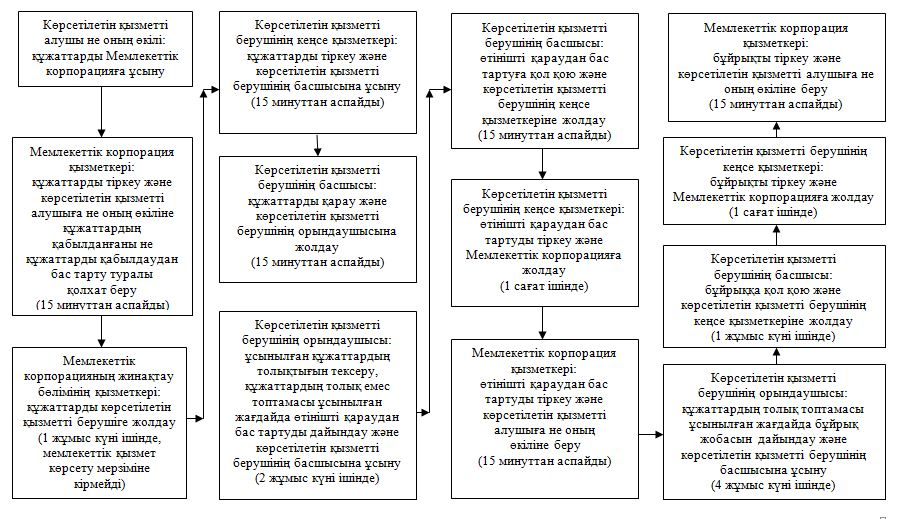 Көрсетілетін қызметті
алушы не оның өкілі:
құжаттарды Мемлекеттік
корпорацияға ұсыну
Мемлекеттік корпорация
қызметкері:
құжаттарды тіркеу және
көрсетілетін қызметті
алушыға не оның өкіліне
құжаттардың
қабылданғаны не
құжаттарды қабылдаудан
бас тарту туралы
қолхат беру
(15 минуттан аспайды)
Мемлекеттік
корпорацияның жинақтау
бөлімінің қызметкері:
құжаттарды көрсетілетін
қызметті берушіге жолдау
(1 жұмыс күні ішінде,
мемлекеттік қызмет
көрсету мерзіміне
кірмейді)
Көрсетілетін қызметті
берушінің кеңсе қызметкері:
құжаттарды тіркеу және
көрсетілетін қызметті
берушінің басшысына ұсыну
(15 минуттан аспайды)
Көрсетілетін қызметті
берушінің басшысы:
құжаттарды қарау және
көрсетілетін қызметті
берушінің орындаушысына
жолдау
(15 минуттан аспайды)
Көрсетілетін қызметті
берушінің орындаушысы:
ұсынылған құжаттардың
толықтығын тексеру,
құжаттардың толық емес
топтамасы ұсынылған
жағдайда өтінішті қараудан
бас тартуды дайындау және
көрсетілетін қызметті
берушінің басшысына ұсыну
(2 жұмыс күні ішінде)
Көрсетілетін қызметті
берушінің басшысы:
өтінішті қараудан бас
тартуға қол қою және
көрсетілетін қызметті
берушінің кеңсе
қызметкеріне жолдау
(15 минуттан аспайды)
Көрсетілетін қызметті
берушінің кеңсе қызметкері:
өтінішті қараудан бас
тартуды тіркеу және
Мемлекеттік корпорацияға
жолдау
(1 сағат ішінде)
Мемлекеттік корпорация
қызметкері:
өтінішті қараудан бас
тартуды тіркеу және
көрсетілетін қызметті
алушыға не оның
өкіліне беру
(15 минуттан аспайды)
Мемлекеттік корпорация
қызметкері:
бұйрықты тіркеу және
көрсетілетін қызметті алушыға не
оның өкіліне беру
(15 минуттан аспайды)
Көрсетілетін қызметті берушінің
кеңсе қызметкері:
бұйрықты тіркеу және
Мемлекеттік корпорацияға жолдау
(1 сағат ішінде)
Көрсетілетін қызметті
берушінің басшысы:
бұйрыққа қол қою және
көрсетілетін қызметті берушінің
кеңсе қызметкеріне жолдау
(1 жұмыс күні ішінде)
Көрсетілетін қызметті
берушінің орындаушысы:
құжаттардың толық топтамасы
ұсынылған жағдайда бұйрық
жобасын дайындау және
көрсетілетін қызметті берушінің
басшысына ұсыну
(4 жұмыс күні ішінде)